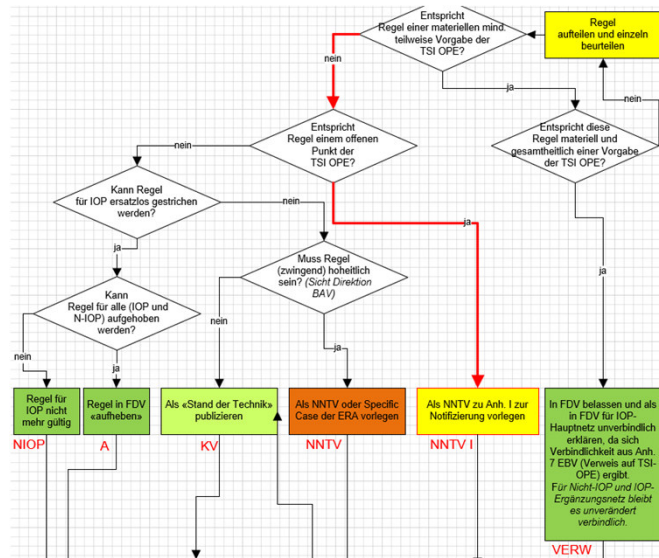 Entspricht
Regel einer materiellen mind.
teilweise Vorgabe der
TSI OPE?
Regel
aufteilen und einzeln
beurteilen
nein
ja
nein
Entspricht
Regel einem offenen
Punkt der
TSI OPE?
Entspricht diese
Regel materiell und
gesamtheitlich einer Vorgabe
der TSI OPE?
nein
Kann Regel
für IOP ersatzlos gestrichen
werden?
nein
ja
ja
Muss Regel
(zwingend) hoheitlich
sein? (Sicht Direktion
BAV)
ja
Kann
Regel für alle (IOP und
N-IOP) aufgehoben
werden?
nein
ja
nein
ja
Regel für
IOP nicht
mehr gültig
Regel in FDV
«aufheben»
Als «Stand der Technik»
publizieren
Als NNTV oder Specific
Case der ERA vorlegen
Als NNTV zu Anh. I zur
Notifizierung vorlegen
In FDV belassen und als
in FDV für IOP-
Hauptnetz unverbindlich
erklären, da sich
Verbindlichkeit aus Anh.
7 EBV (Verweis auf TSI-
OPE) ergibt.
Für Nicht-IOP und IOP-
Ergänzungsnetz bleibt
es unverändert
verbindlich.
NIOP
A
KV
NNTV
NNTV I
VERW